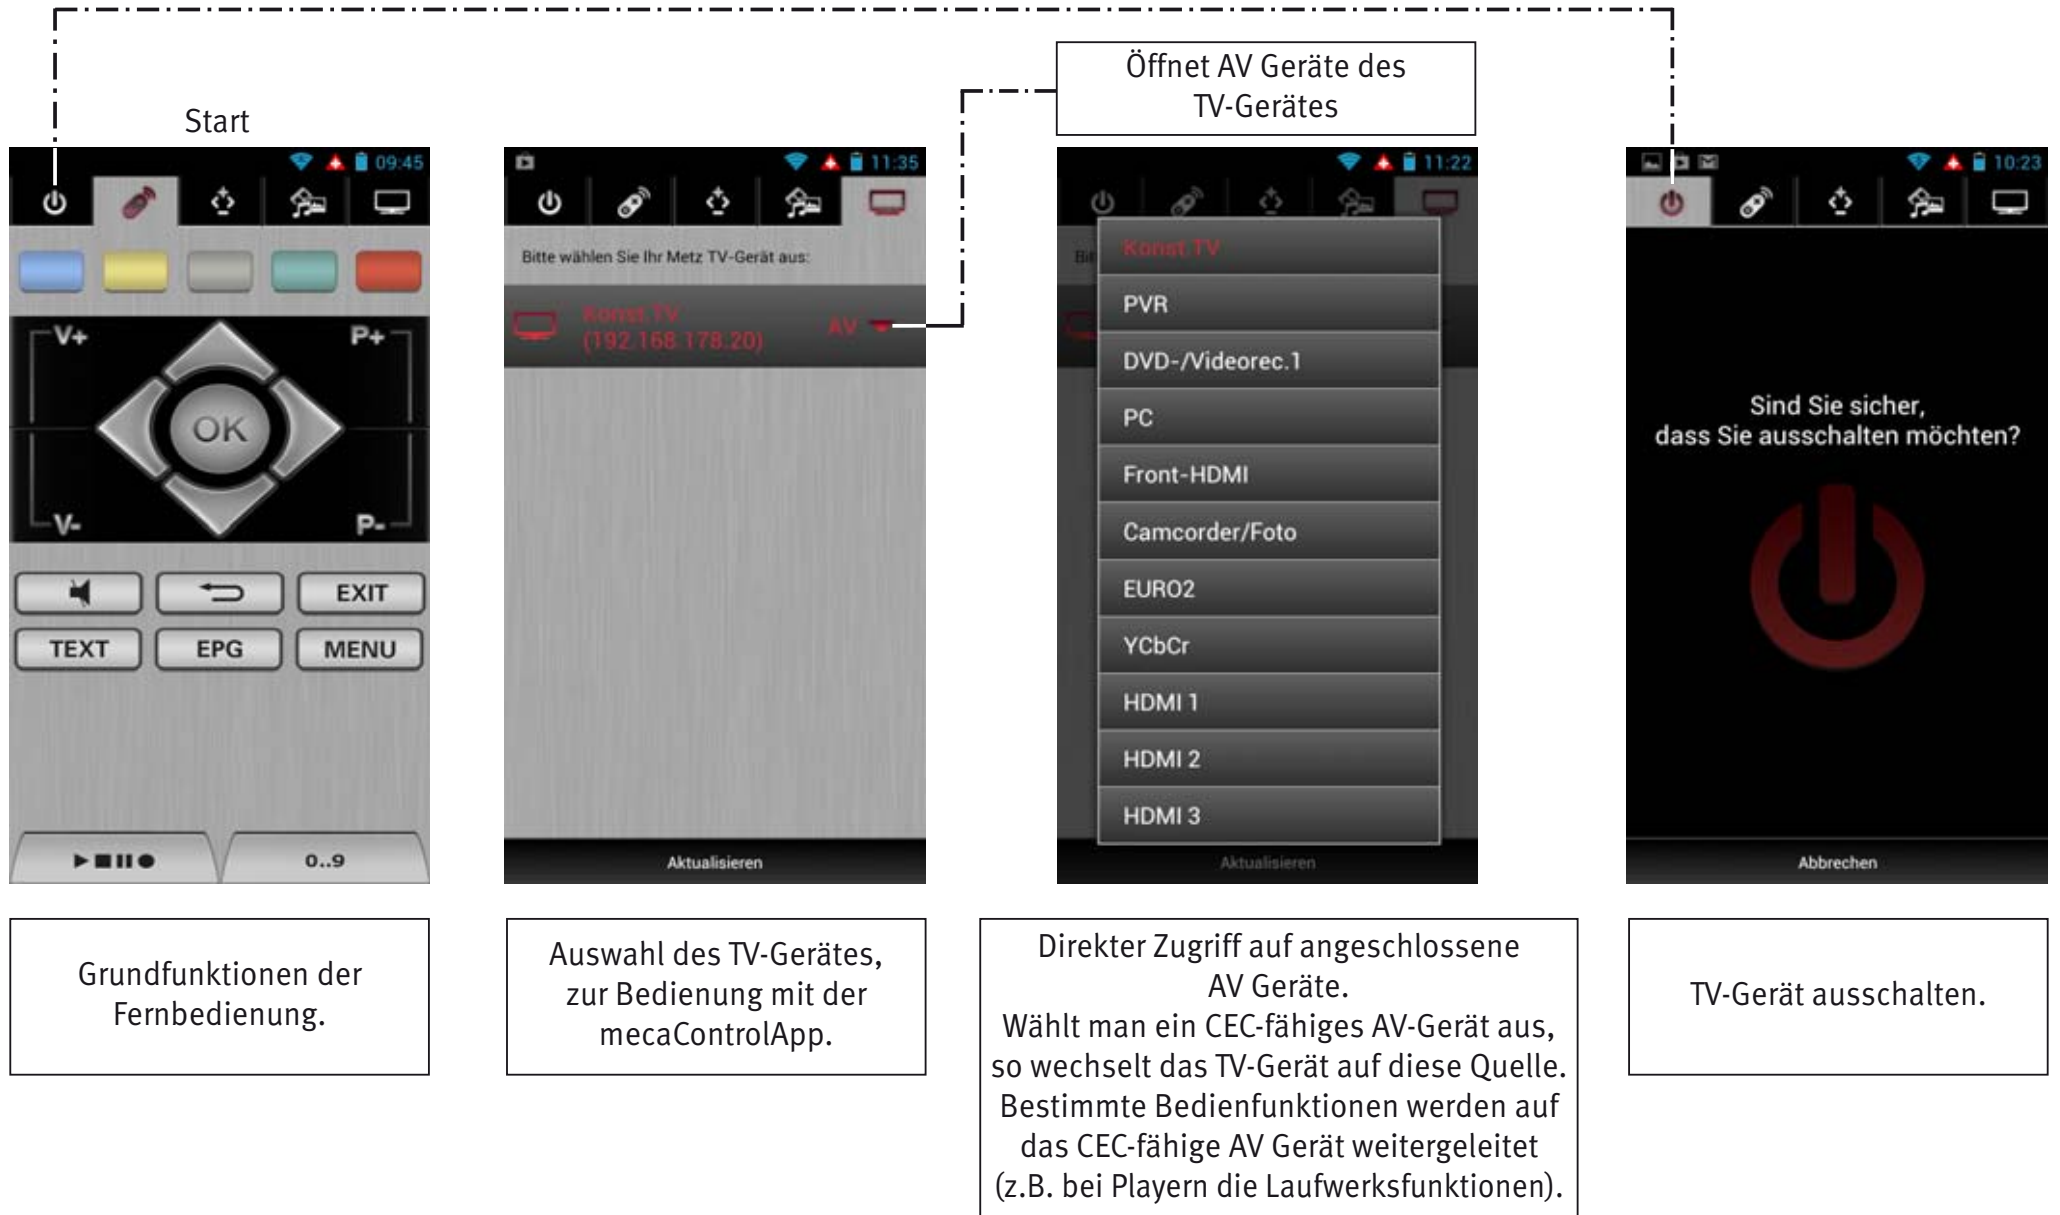 Öffnet AV Geräte des
TV-Gerätes
Start
09:45
V+
P+
OK
V-
P-
EXIT
TEXT
EPG
MENU
0..9
Grundfunktionen der
Fernbedienung.
11:35
Bitte wählen Sie Ihr Metz TV-Gerät aus:
Konst.TV
(192.168.178.20)
AV
Aktualisieren
Auswahl des TV-Gerätes,
zur Bedienung mit der
mecaControlApp.
11:22
Konst.TV
PVR
DVD-/Videorec.1
PC
Front-HDMI
Camcorder/Foto
EURO2
YCbCr
HDMI 1
HDMI 2
HDMI 3
Aktualisieren
Direkter Zugriff auf angeschlossene
AV Geräte.
Wählt man ein CEC-fähiges AV-Gerät aus,
so wechselt das TV-Gerät auf diese Quelle.
Bestimmte Bedienfunktionen werden auf
das CEC-fähige AV Gerät weitergeleitet
(z.B. bei Playern die Laufwerksfunktionen).
10:23
Sind Sie sicher,
dass Sie ausschalten möchten?
Abbrechen
TV-Gerät ausschalten.